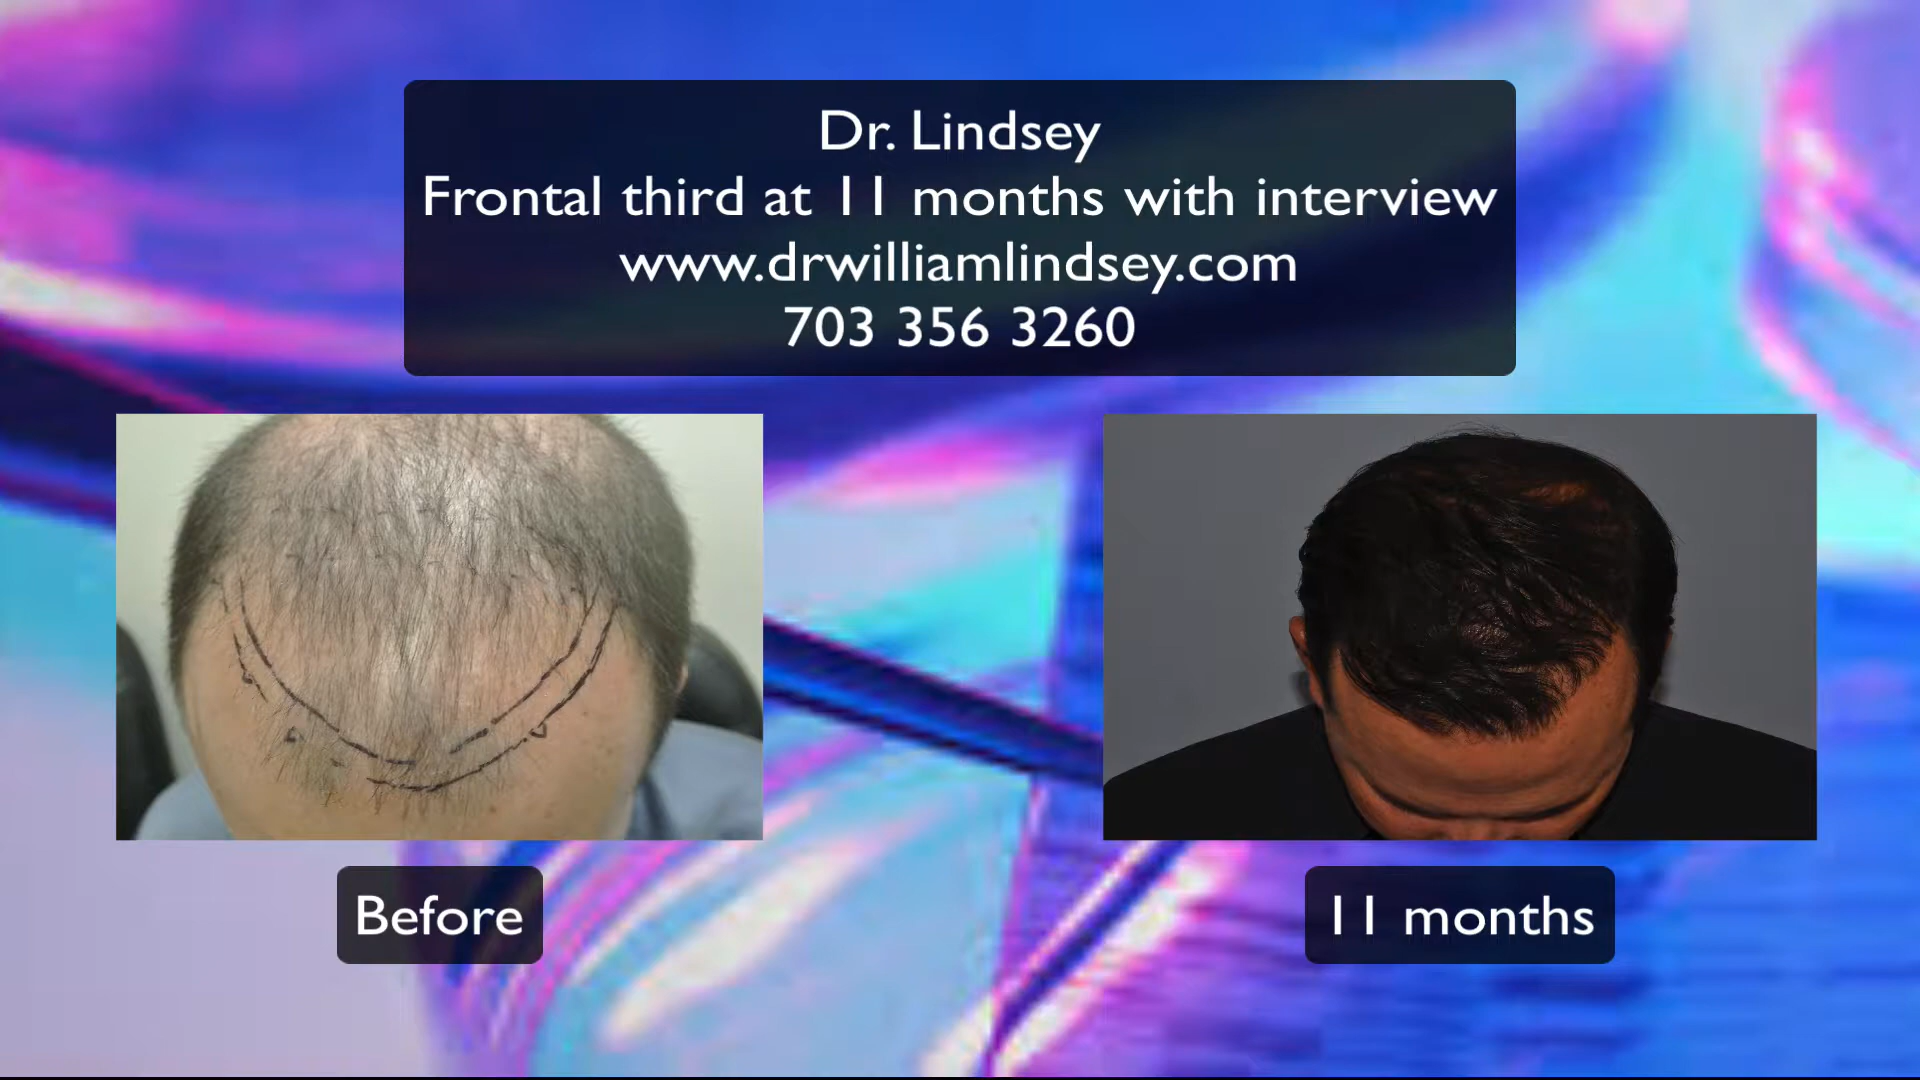 Dr. Lindsey
Frontal third at 11 months with interview
www.drwilliamlindsey.com
703 356 3260
Before
11 months